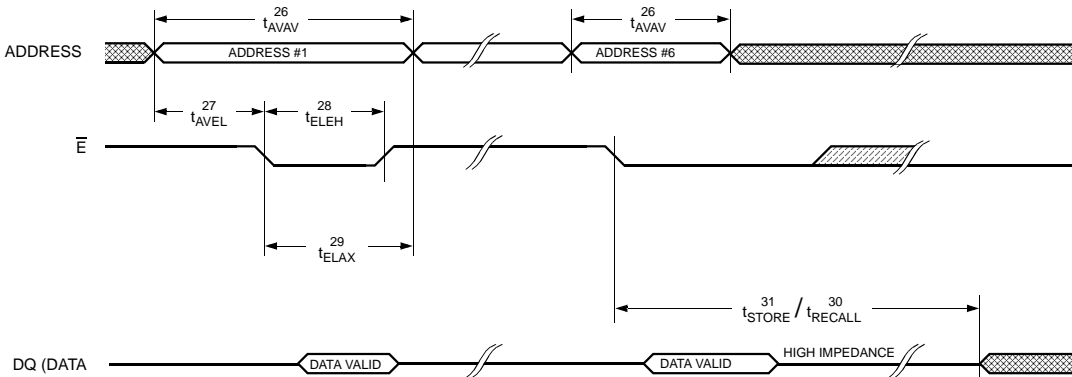 26
tAVAV
26
tAVAV
ADDRESS
ADDRESS #1
ADDRESS #6
27
tAVEL
28
tELEH
E
29
tELAX
31
tSTORE / 30
tRECALL
DQ (DATA
DATA VALID
DATA VALID
HIGH IMPEDANCE